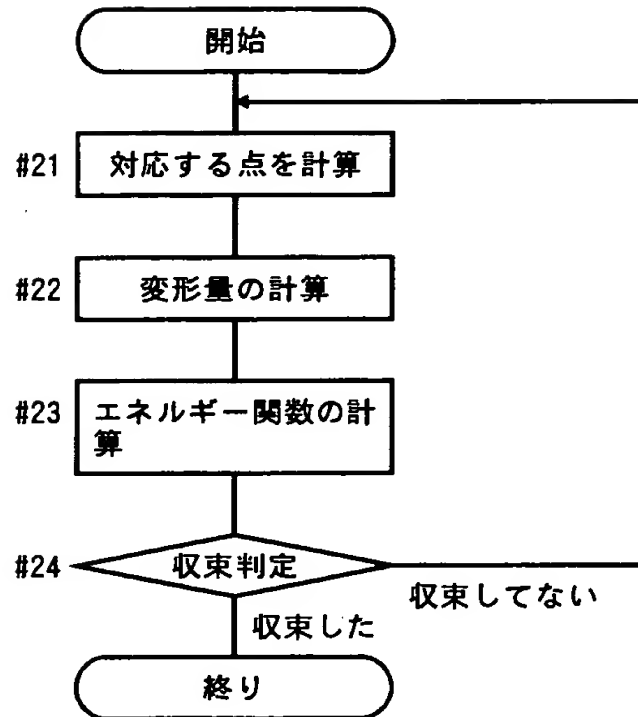 開始
#21 対応する点を計算
#22 変形量の計算
#23 エネルギー関数の計
算
#24 収束判定
収束してない
収束した
終り